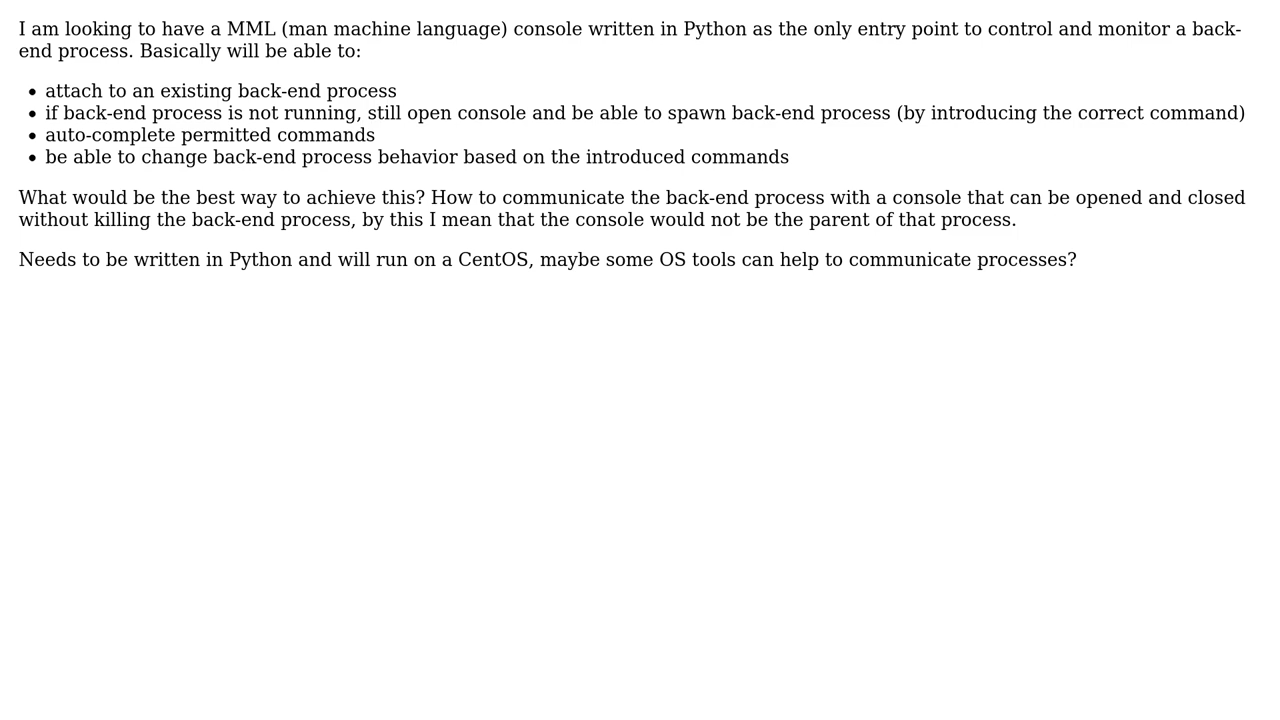 I am looking to have a MML (man machine language) console written in Python as the only entry point to control and monitor a back-
end process. Basically will be able to:
• attach to an existing back-end process
• if back-end process is not running, still open console and be able to spawn back-end process (by introducing the correct command)
• auto-complete permitted commands
• be able to change back-end process behavior based on the introduced commands
What would be the best way to achieve this? How to communicate the back-end process with a console that can be opened and closed
without killing the back-end process, by this I mean that the console would not be the parent of that process.
Needs to be written in Python and will run on a CentOS, maybe some OS tools can help to communicate processes?